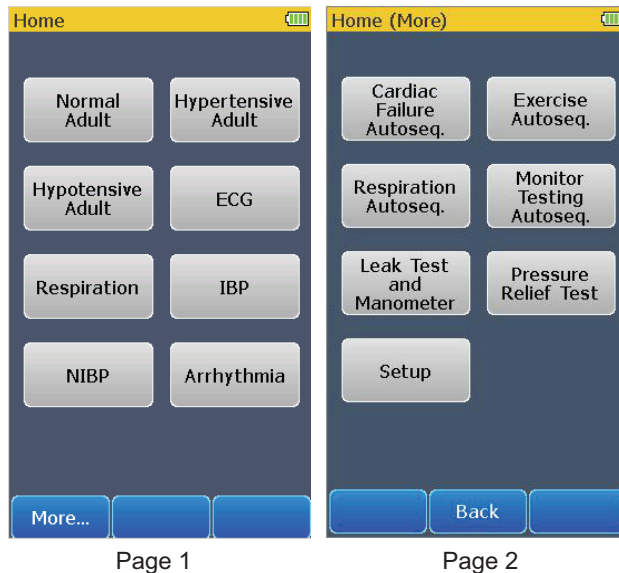 Home
Normal
Adult
Hypertensive
Adult
Hypotensive
Adult
ECG
Respiration
IBP
NIBP
Arrhythmia
More...
Page 1
Home (More)
Cardiac
Failure
Autoseq.
Exercise
Autoseq.
Respiration
Autoseq.
Monitor
Testing
Autoseq.
Leak Test
and
Manometer
Pressure
Relief Test
Setup
Back
Page 2